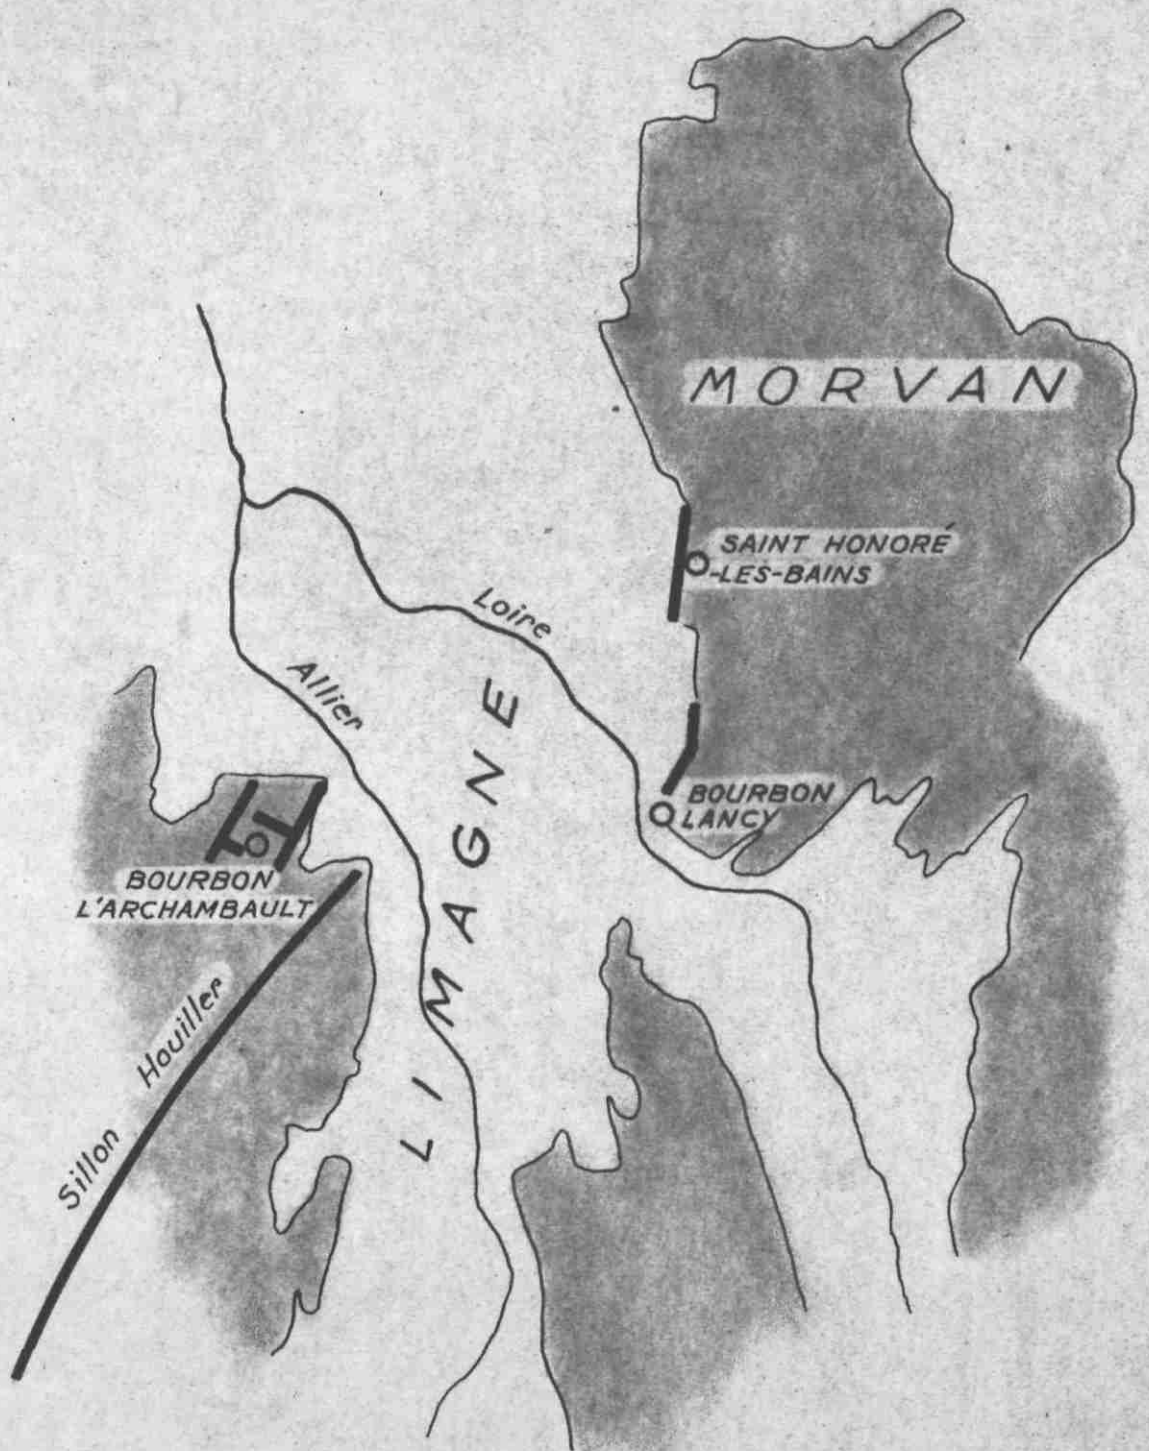 MORVAN
SAINT HONORÉ
-LES-BAINS
Loire
Allier
LIMAGNE
BOURBON
LANCY
BOURBON
L'ARCHAMBAULT
Sillon Houiller